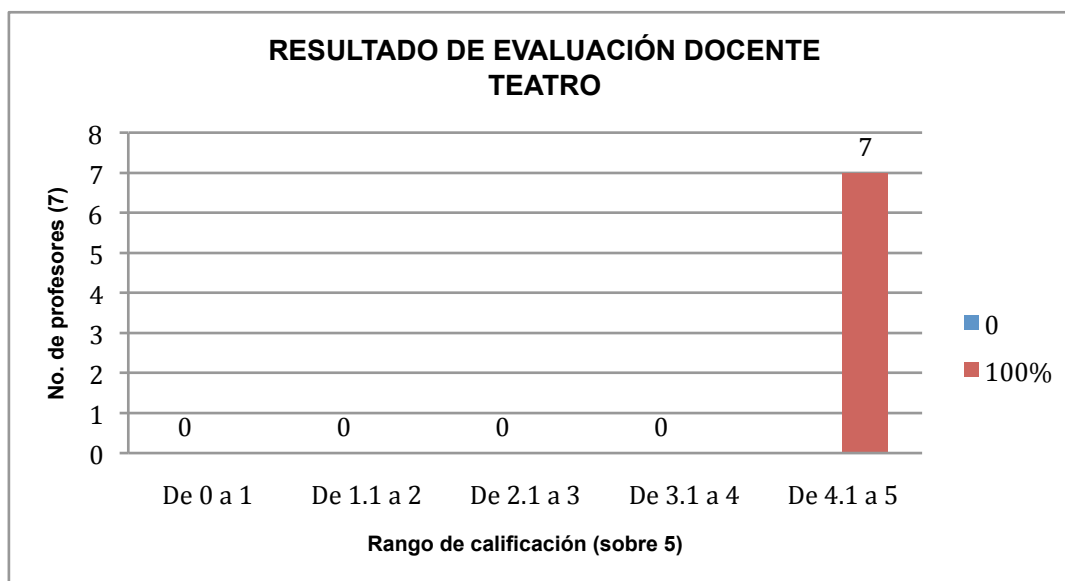 RESULTADO DE EVALUACIÓN DOCENTE
TEATRO
No. de profesores (7)
8
7
6
5
4
3
2
1
0
0
0
0
0
7
De 0 a 1
De 1.1 a 2
De 2.1 a 3
De 3.1 a 4
De 4.1 a 5
Rango de calificación (sobre 5)
0
100%